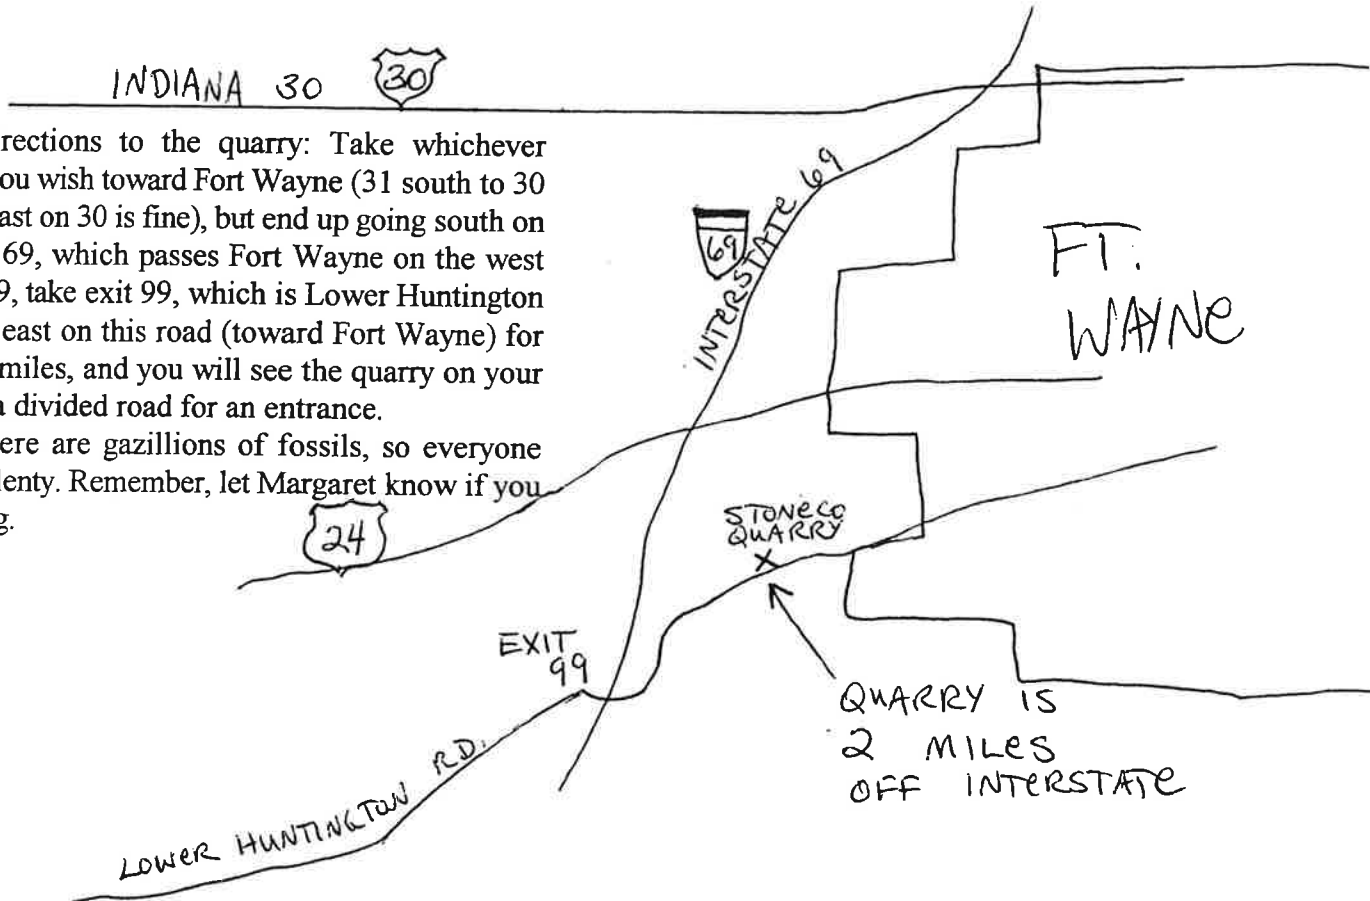 INDIANA 30 30
rections to the quarry: Take whichever
ou wish toward Fort Wayne (31 south to 30
ast on 30 is fine), but end up going south on
69, which passes Fort Wayne on the west
9, take exit 99, which is Lower Huntington
east on this road (toward Fort Wayne) for
miles, and you will see the quarry on your
a divided road for an entrance.
ere are gazillions of fossils, so everyone
lenty. Remember, let Margaret know if you
g.
69
INTERSTATE 69
FT.
WAYNE
24
STONECO
QUARRY
X
EXIT
99
QUARRY IS
2 MILES
OFF INTERSTATE
LOWER HUNTINGTON RD.